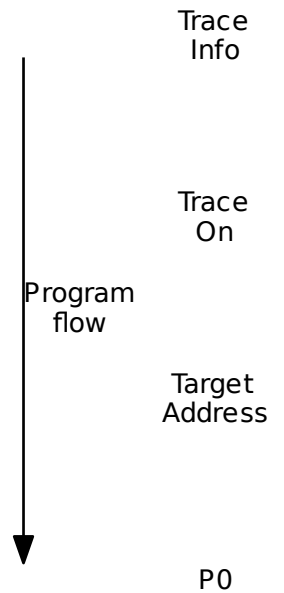 Trace
Info
Trace
On
Program
flow
Target
Address
P0